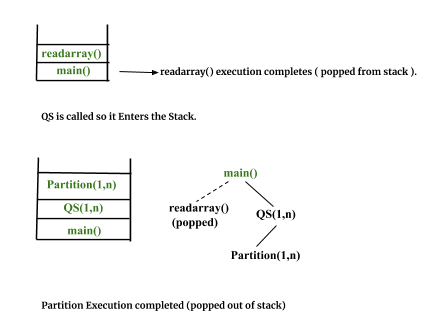 readarray()
main()
readarray() execution completes ( popped from stack ).
QS is called so it Enters the Stack.
Partition(1,n)
QS(1,n)
main()
main()
readarray()
(popped)
QS(1,n)
Partition(1,n)
Partition Execution completed (popped out of stack)